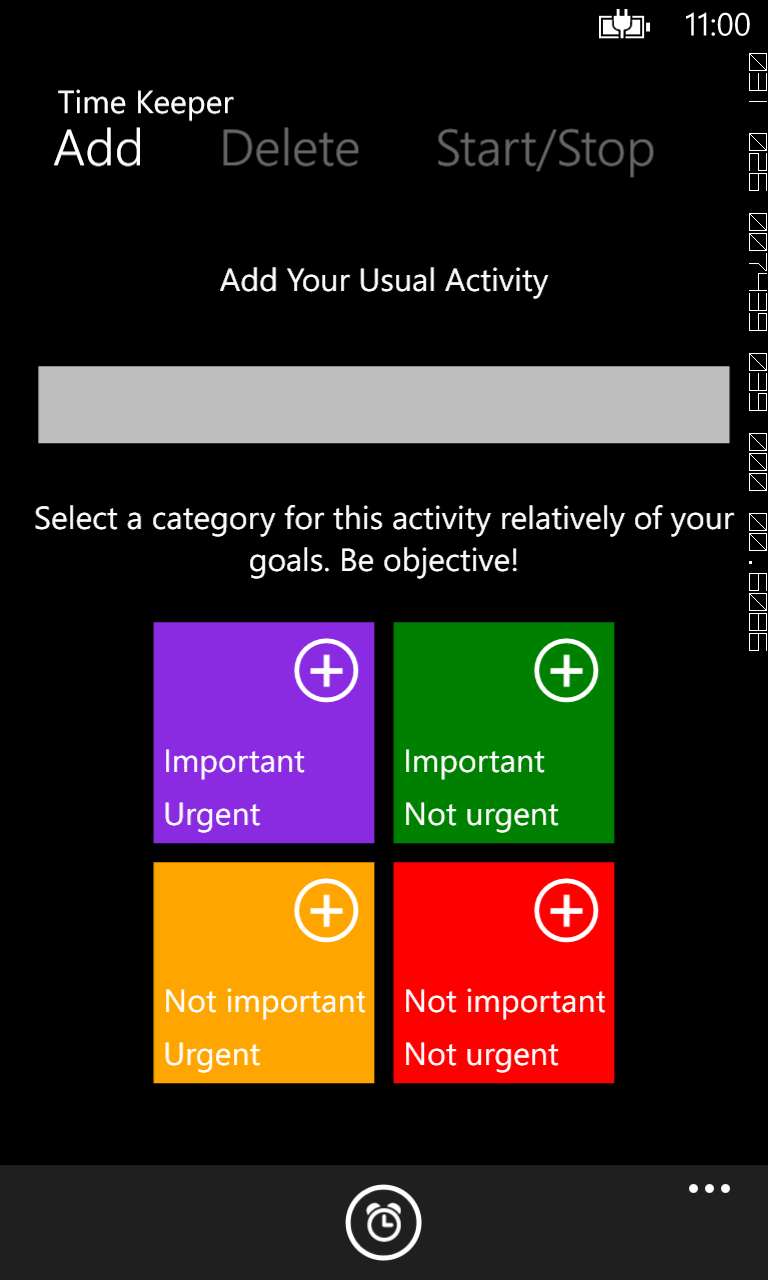 11:00
Time Keeper
Add Delete Start/Stop
Add Your Usual Activity
Select a category for this activity relatively of your
goals. Be objective!
Important
Urgent
Important
Not urgent
Not important
Urgent
Not important
Not urgent